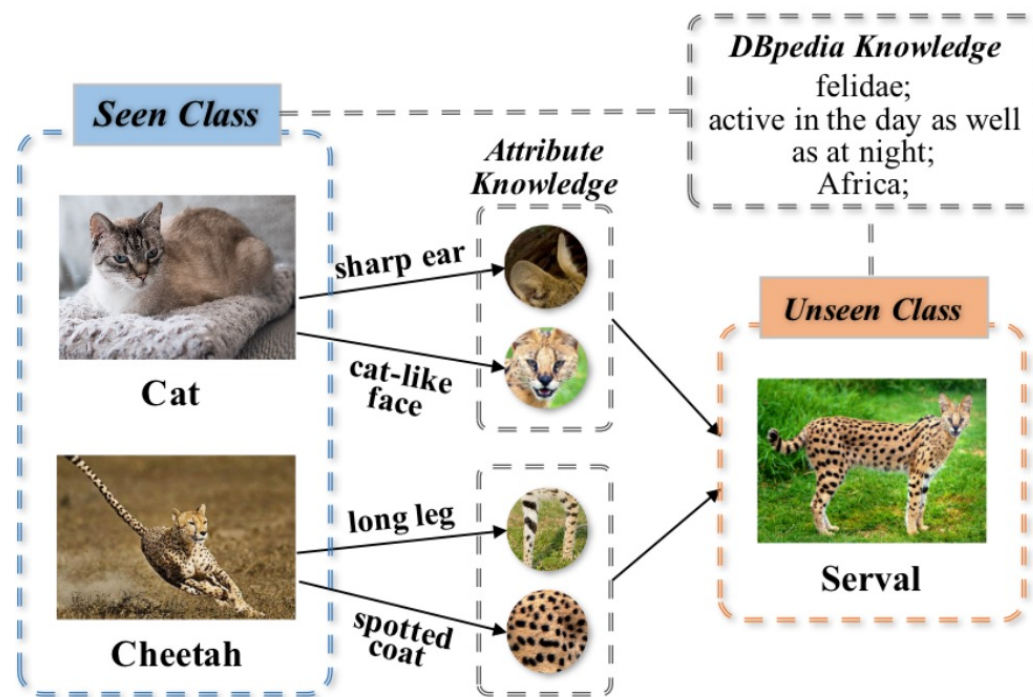 DBpedia Knowledge
felidae;
active in the day as well
as at night;
Africa;
Seen Class
Attribute
Knowledge
sharp ear
cat-like
face
Cat
long leg
spotted
coat
Cheetah
Unseen Class
Serval